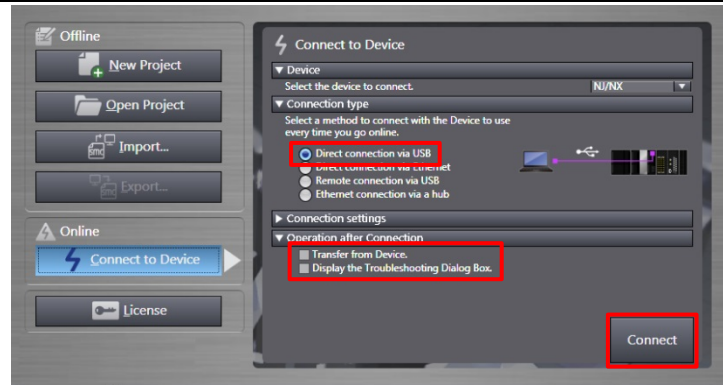 Offline
New Project
Open Project
Import...
Export...
Online
Connect to Device
License
Connect to Device
Device
Select the device to connect.
NJ/NX
Connection type
Select a method to connect with the Device to use
every time you go online.
Direct connection via USB
Direct connection via Ethernet
Remote connection via USB
Ethernet connection via a hub
Connection settings
Operation after Connection
Transfer from Device.
Display the Troubleshooting Dialog Box.
Connect